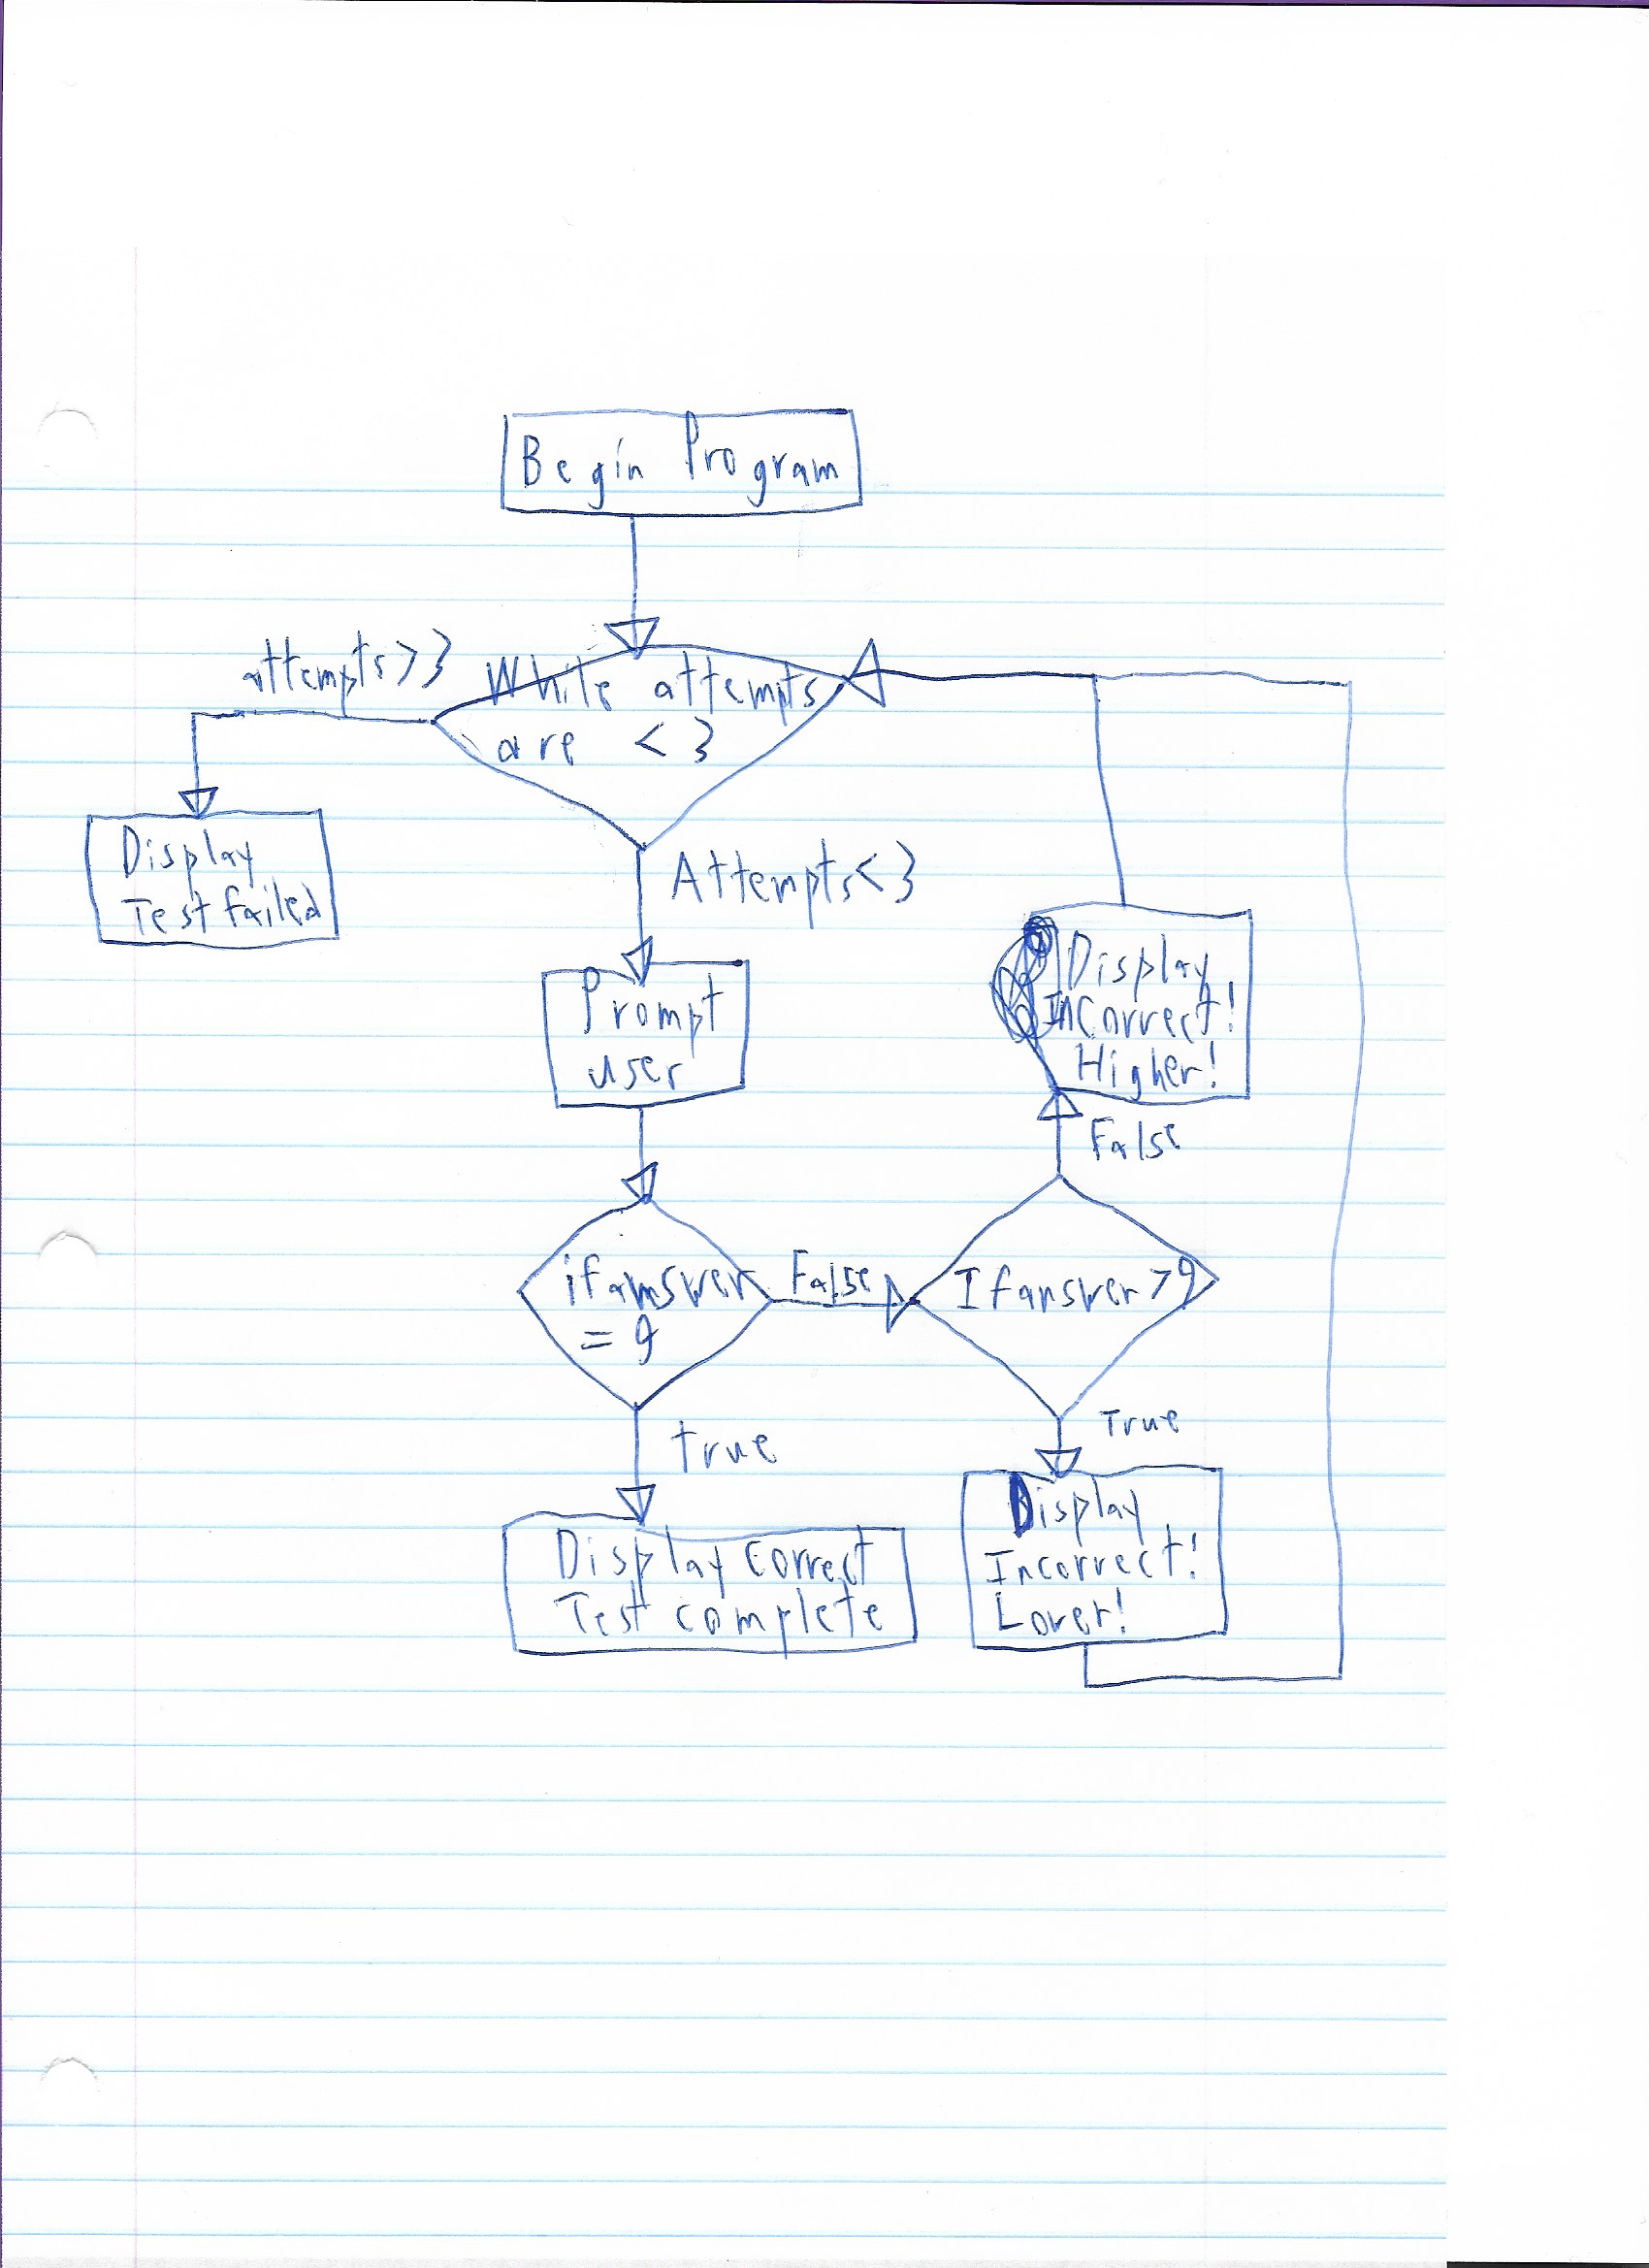 Begin Program
attempts>3
While attempts
are < 3
Display
Test failed
Attempts<3
Prompt
user
Display
InCorrect!
Higher!
False
if answer
= 9
False
If answer >9
true
True
Display Correct
Test complete
Display
Incorrect!
Lower!